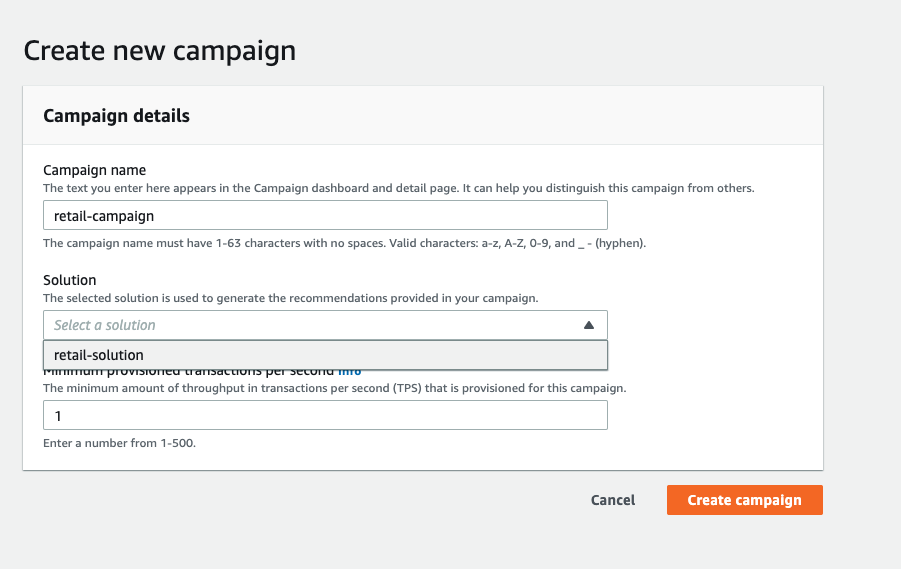 Create new campaign
Campaign details
Campaign name
The text you enter here appears in the Campaign dashboard and detail page. It can help you distinguish this campaign from others.
retail-campaign
The campaign name must have 1-63 characters with no spaces. Valid characters: a-z, A-Z, 0-9, and _ - (hyphen).
Solution
The selected solution is used to generate the recommendations provided in your campaign.
Select a solution
retail-solution
Minimum provisioned transactions per second Info
The minimum amount of throughput in transactions per second (TPS) that is provisioned for this campaign.
1
Enter a number from 1-500.
Cancel
Create campaign